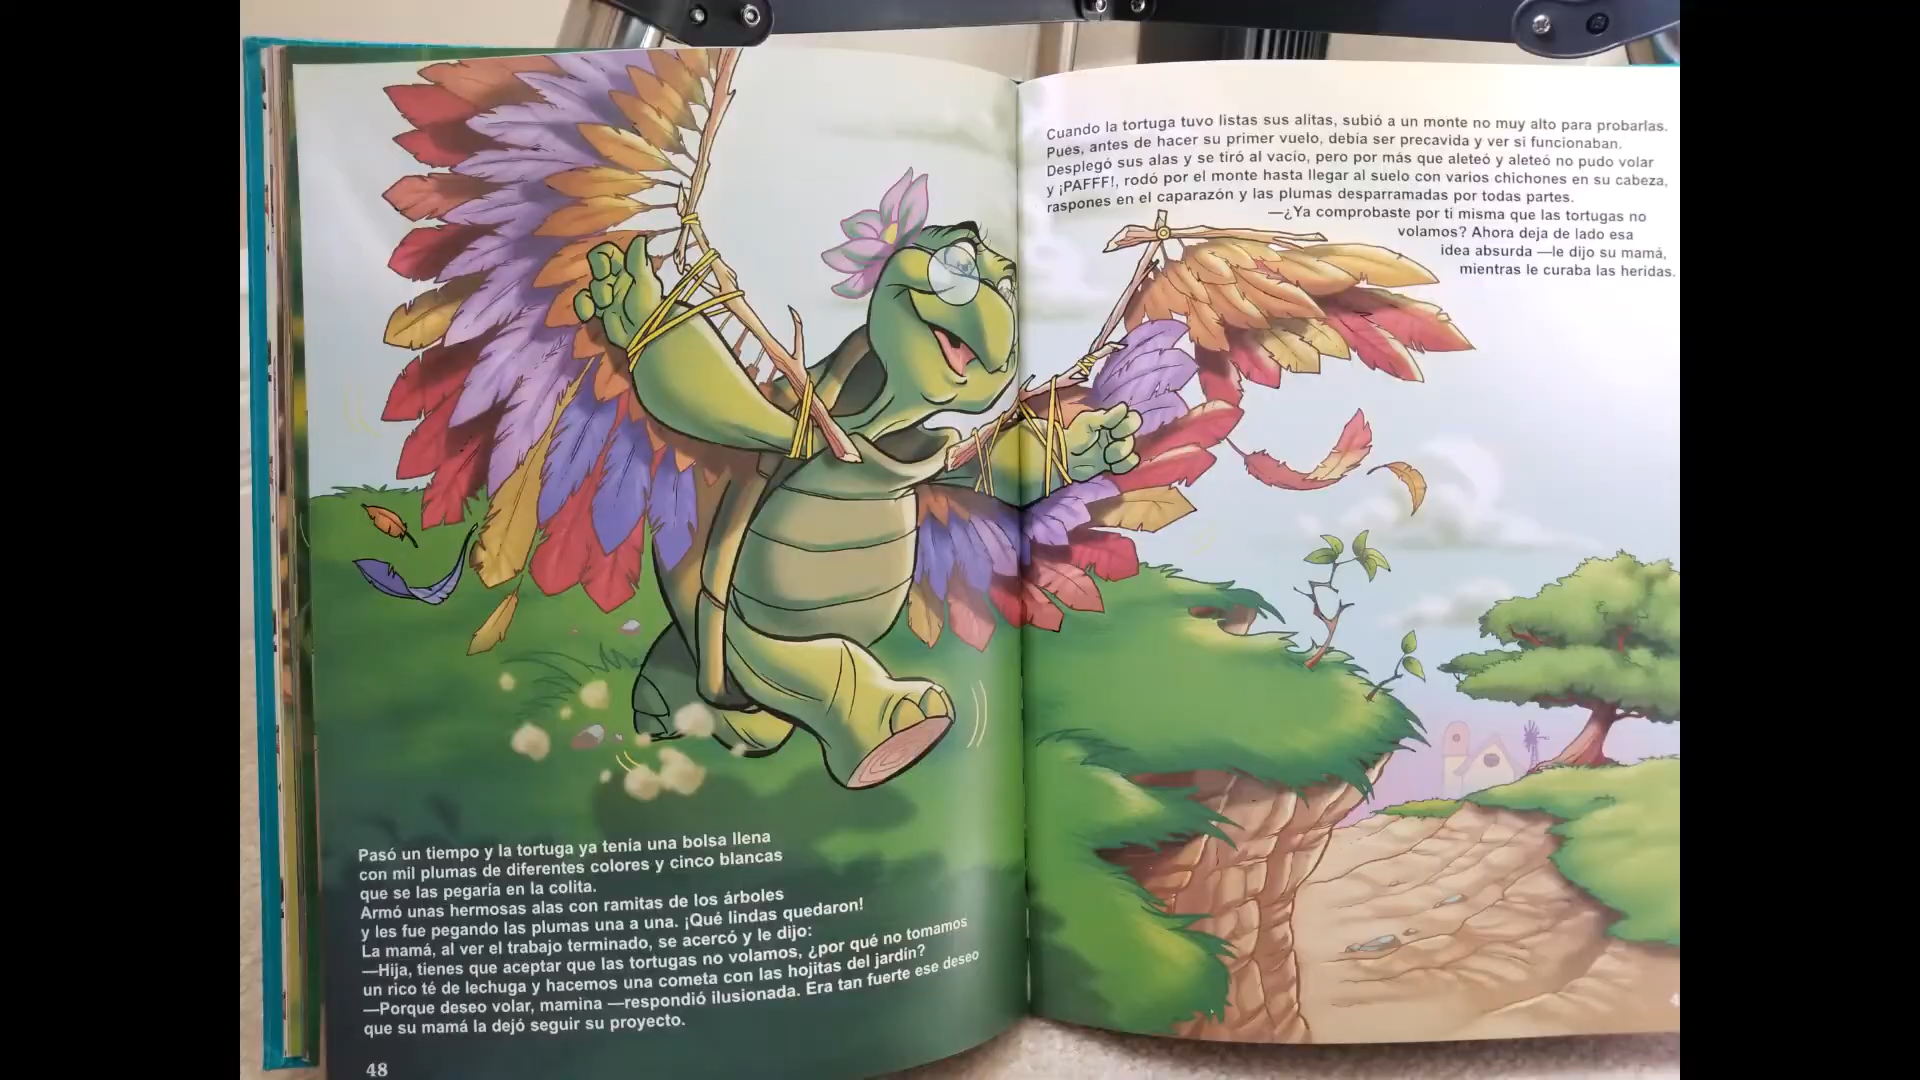 Pasó un tiempo y la tortuga ya tenía una bolsa llena
con mil plumas de diferentes colores y cinco blancas
que se las pegaría en la colita.
Armó unas hermosas alas con ramitas de los árboles
y les fue pegando las plumas una a una. ¡Qué lindas quedaron!
La mamá, al ver el trabajo terminado, se acercó y le dijo:
—Hija, tienes que aceptar que las tortugas no volamos, ¿por qué no tomamos
un rico té de lechuga y hacemos una cometa con las hojitas del jardín?
—Porque deseo volar, mamina —respondió ilusionada. Era tan fuerte ese deseo
que su mamá la dejó seguir su proyecto.
48
Cuando la tortuga tuvo listas sus alitas, subió a un monte no muy alto para probarlas.
Pues, antes de hacer su primer vuelo, debía ser precavida y ver si funcionaban.
Desplegó sus alas y se tiró al vacío, pero por más que aleteó y aleteó no pudo volar
y ¡PAFFF!, rodó por el monte hasta llegar al suelo con varios chichones en su cabeza,
raspones en el caparazón y las plumas desparramadas por todas partes.
—¿Ya comprobaste por ti misma que las tortugas no
volamos? Ahora deja de lado esa
idea absurda —le dijo su mamá,
mientras le curaba las heridas.